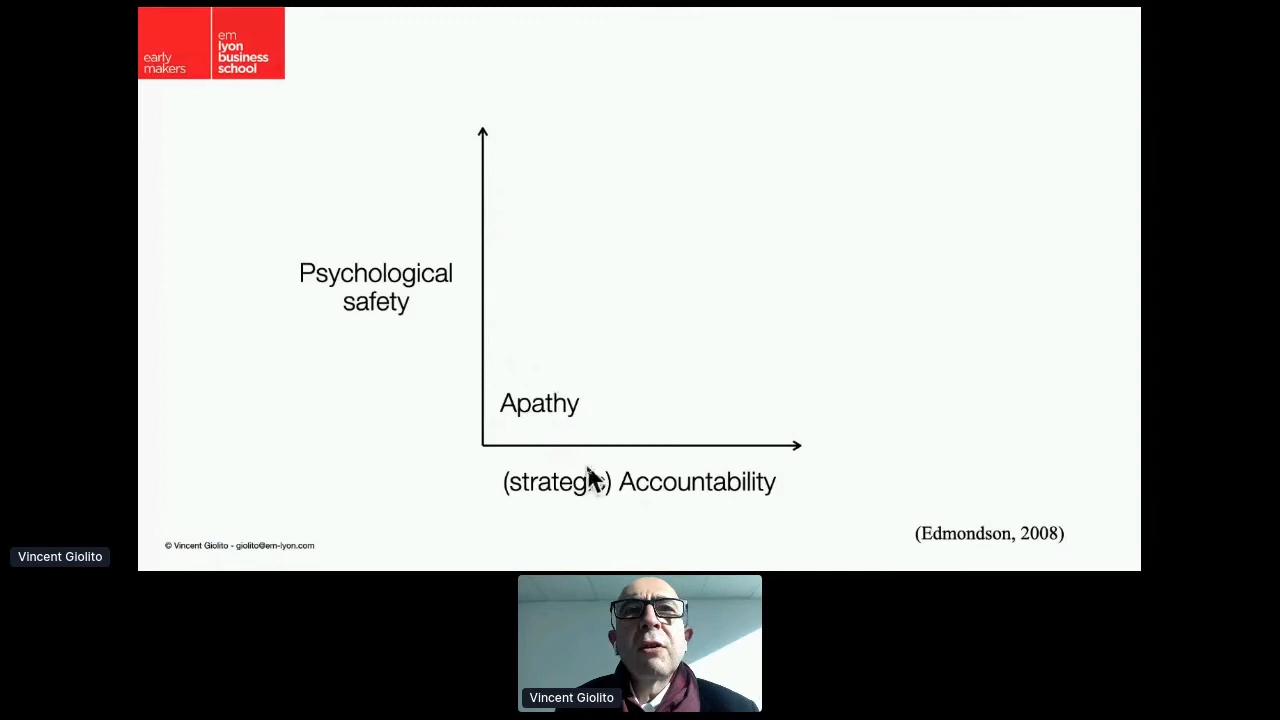 early
makers
em
lyon
business
school
Psychological
safety
Apathy
(strategic) Accountability
(Edmondson, 2008)
© Vincent Giolito - giolito@em-lyon.com
Vincent Giolito
Vincent Giolito